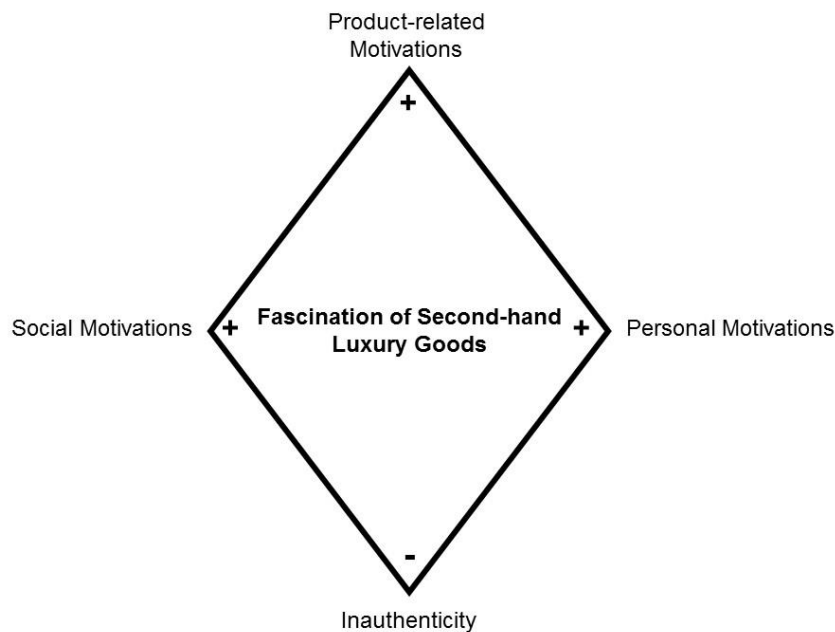 Product-related
Motivations
+
Social Motivations
+
Fascination of Second-hand
Luxury Goods
+
Personal Motivations
-
Inauthenticity